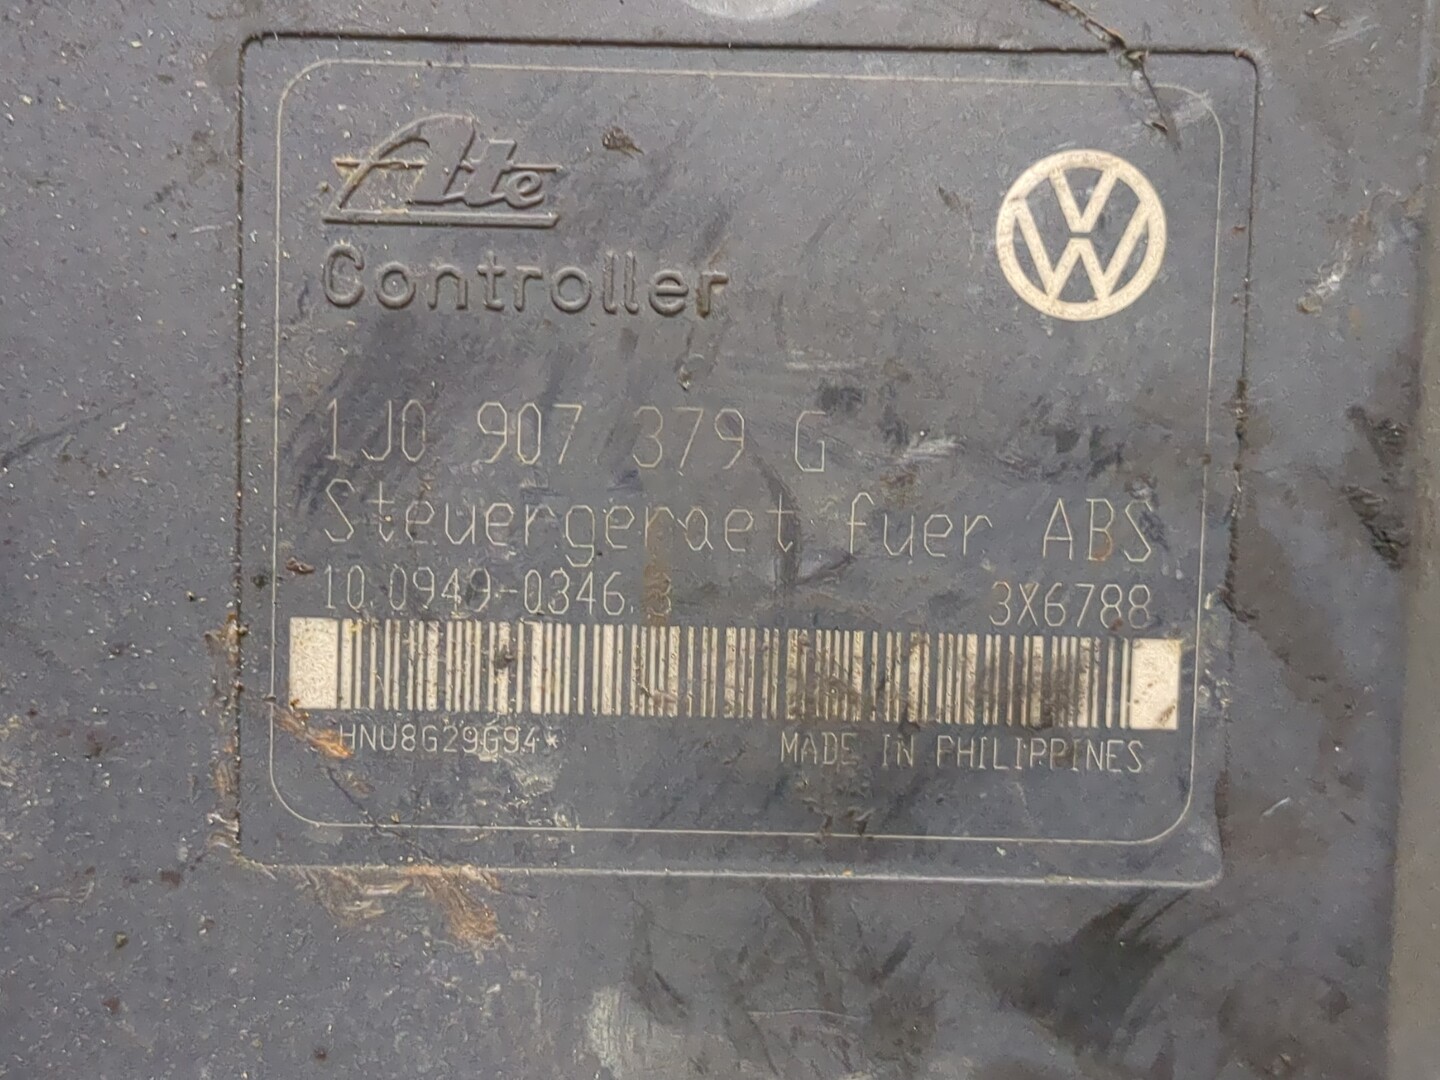 Ate
Controller
1J0 907 379 G
Steuergeraet fuer ABS
10.0949-0346.3 3X6788
HNU8G29G94*
MADE IN PHILIPPINES